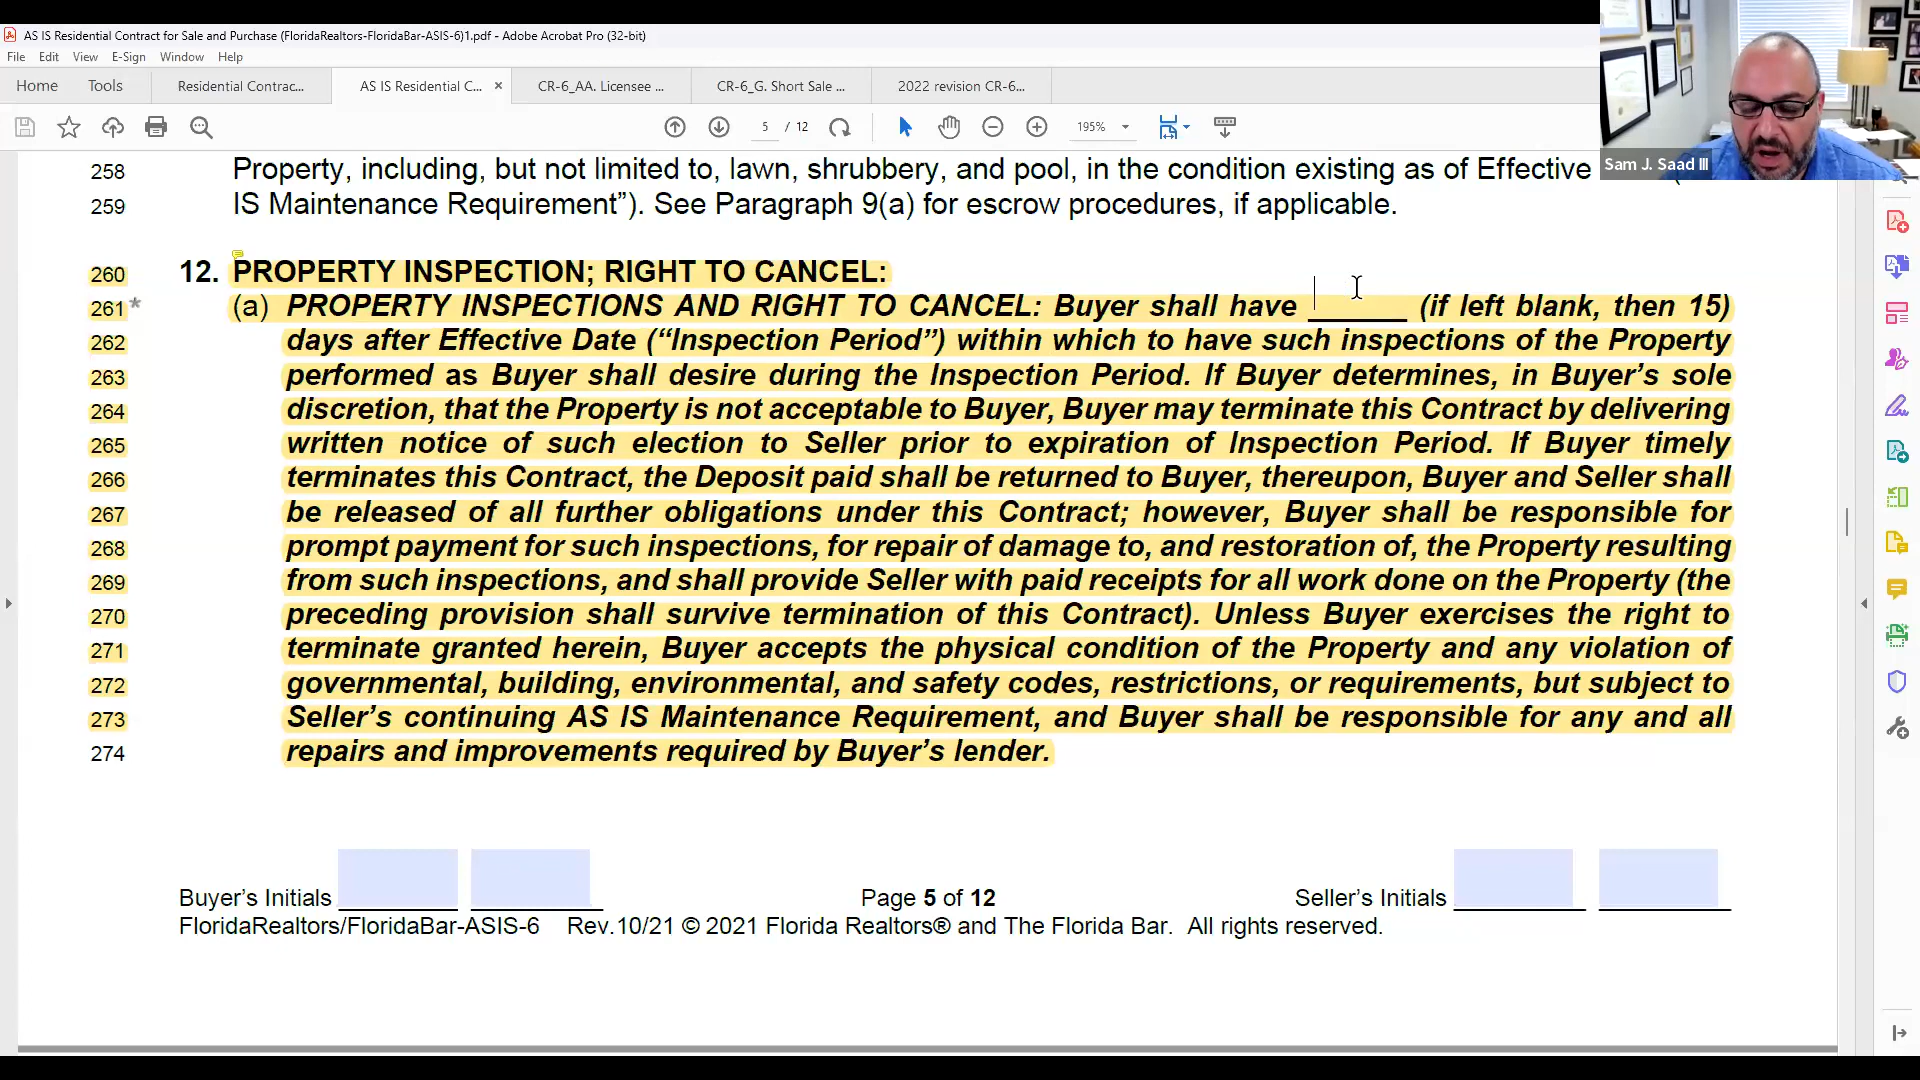 AS IS Residential Contract for Sale and Purchase (FloridaRealtors-FloridaBar-ASIS-6)1.pdf - Adobe Acrobat Pro (32-bit)
File Edit View E-Sign Window Help
Home Tools Residential Contrac... AS IS Residential C... × CR-6_AA. Licensee ... CR-6_G. Short Sale ... 2022 revision CR-6...
5 / 12 195%
Sam J. Saad III
258 Property, including, but not limited to, lawn, shrubbery, and pool, in the condition existing as of Effective
259 IS Maintenance Requirement”). See Paragraph 9(a) for escrow procedures, if applicable.
260 12. PROPERTY INSPECTION; RIGHT TO CANCEL:
261* (a) PROPERTY INSPECTIONS AND RIGHT TO CANCEL: Buyer shall have ______ (if left blank, then 15)
262 days after Effective Date (“Inspection Period”) within which to have such inspections of the Property
263 performed as Buyer shall desire during the Inspection Period. If Buyer determines, in Buyer’s sole
264 discretion, that the Property is not acceptable to Buyer, Buyer may terminate this Contract by delivering
265 written notice of such election to Seller prior to expiration of Inspection Period. If Buyer timely
266 terminates this Contract, the Deposit paid shall be returned to Buyer, thereupon, Buyer and Seller shall
267 be released of all further obligations under this Contract; however, Buyer shall be responsible for
268 prompt payment for such inspections, for repair of damage to, and restoration of, the Property resulting
269 from such inspections, and shall provide Seller with paid receipts for all work done on the Property (the
270 preceding provision shall survive termination of this Contract). Unless Buyer exercises the right to
271 terminate granted herein, Buyer accepts the physical condition of the Property and any violation of
272 governmental, building, environmental, and safety codes, restrictions, or requirements, but subject to
273 Seller’s continuing AS IS Maintenance Requirement, and Buyer shall be responsible for any and all
274 repairs and improvements required by Buyer’s lender.
Buyer’s Initials Page 5 of 12 Seller’s Initials
FloridaRealtors/FloridaBar-ASIS-6 Rev.10/21 © 2021 Florida Realtors® and The Florida Bar. All rights reserved.